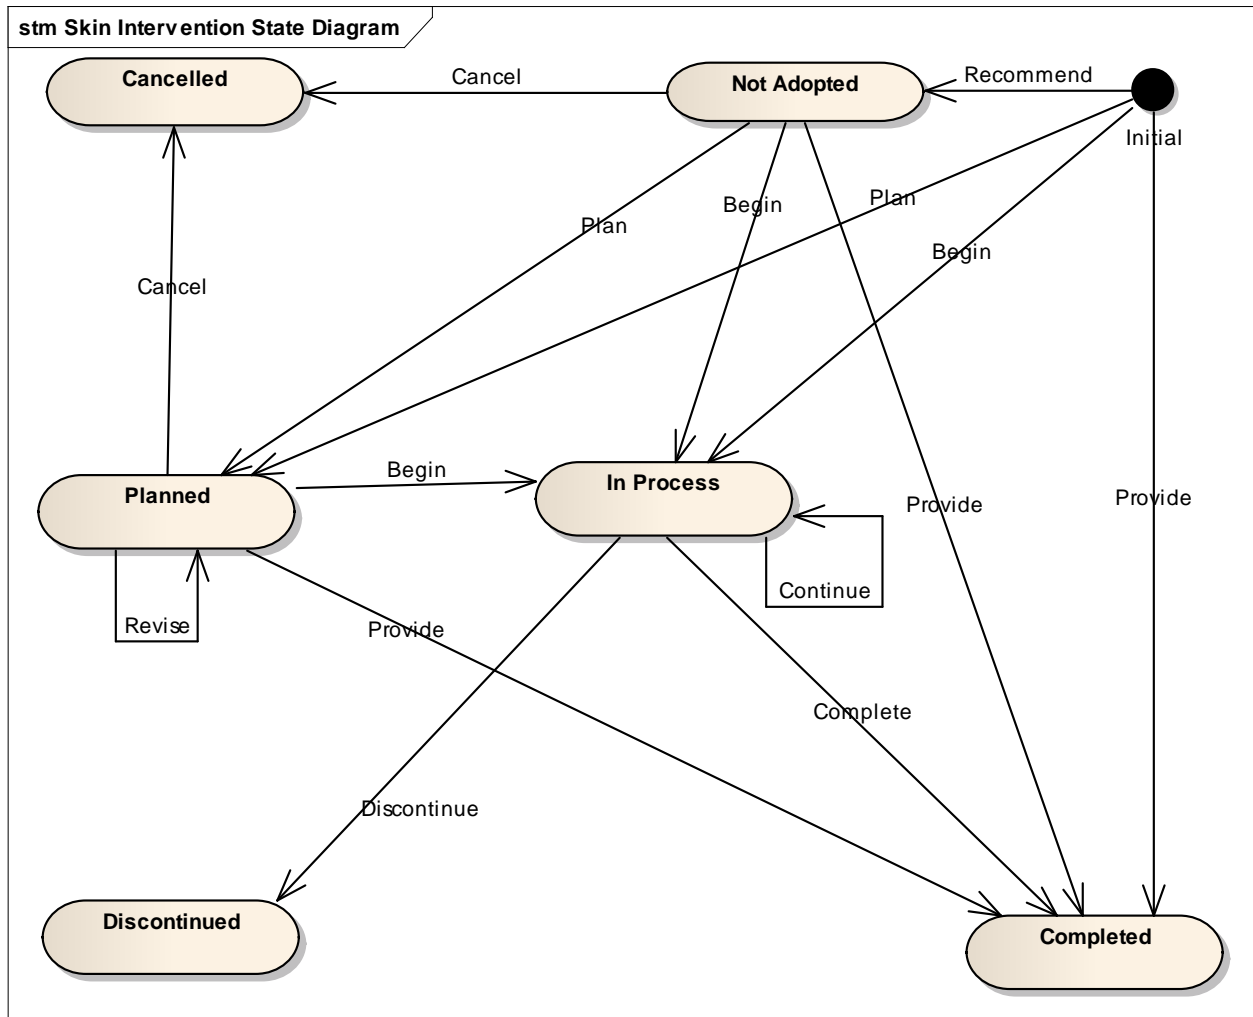 stm Skin Intervention State Diagram
Cancelled
Cancel
Not Adopted
Recommend
Initial
Plan
Begin
Plan
Begin
Cancel
Planned
Begin
In Process
Provide
Provide
Continue
Revise
Provide
Complete
Discontinue
Discontinued
Completed